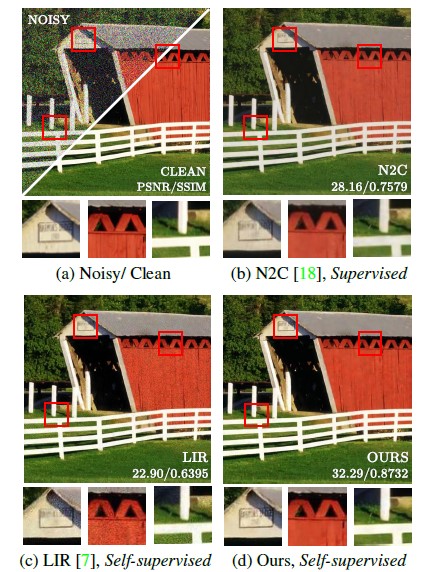 NOISY
CLEAN
PSNR/SSIM
N2C
28.16/0.7579
(a) Noisy/ Clean
(b) N2C [18], Supervised
LIR
22.90/0.6395
OURS
32.29/0.8732
(c) LIR [7], Self-supervised
(d) Ours, Self-supervised